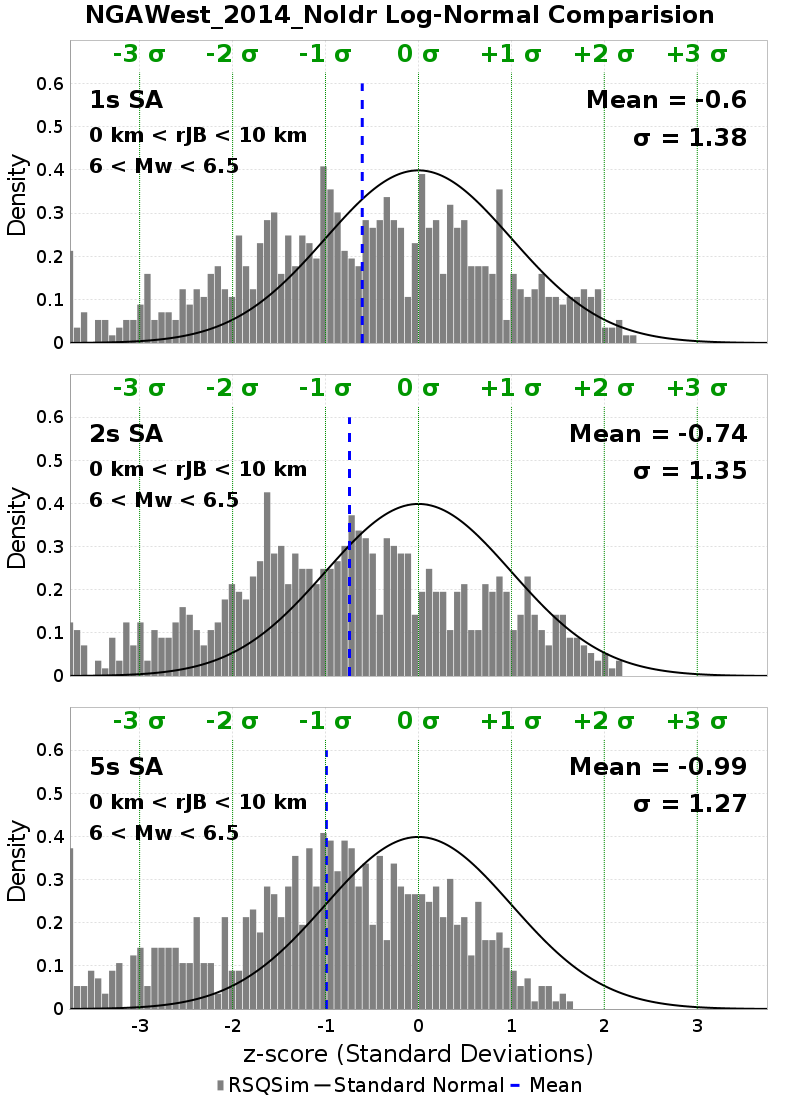 NGAWest_2014_NoIdr Log-Normal Comparision
-3 σ -2 σ -1 σ 0 σ +1 σ +2 σ +3 σ
0.6
1s SA Mean = -0.6
0.5
0 km < rJB < 10 km σ = 1.38
6 < Mw < 6.5
0.4
0.3
0.2
0.1
0
Density
-3 σ -2 σ -1 σ 0 σ +1 σ +2 σ +3 σ
0.6
2s SA Mean = -0.74
0.5
0 km < rJB < 10 km σ = 1.35
6 < Mw < 6.5
0.4
0.3
0.2
0.1
0
Density
-3 σ -2 σ -1 σ 0 σ +1 σ +2 σ +3 σ
0.6
5s SA Mean = -0.99
0.5
0 km < rJB < 10 km σ = 1.27
6 < Mw < 6.5
0.4
0.3
0.2
0.1
0
Density
-3 -2 -1 0 1 2 3
z-score (Standard Deviations)
RSQSim Standard Normal Mean